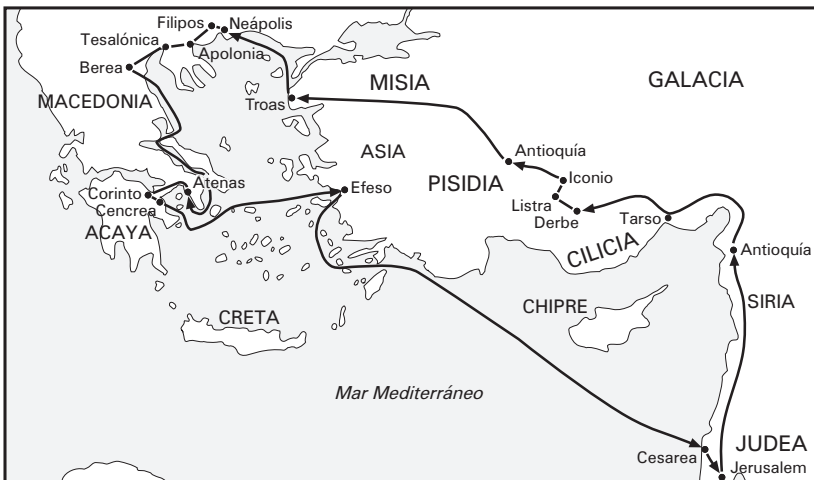 Filipos
Neápolis
Tesalónica
Apolonia
Berea
MISIA
GALACIA
MACEDONIA
Troas
ASIA
Antioquía
Iconio
PISIDIA
Atenas
Efeso
Corinto
Listra
Cencrea
Derbe
Tarso
ACAYA
CILICIA
Antioquía
CHIPRE
SIRIA
CRETA
Mar Mediterráneo
JUDEA
Cesarea
Jerusalem